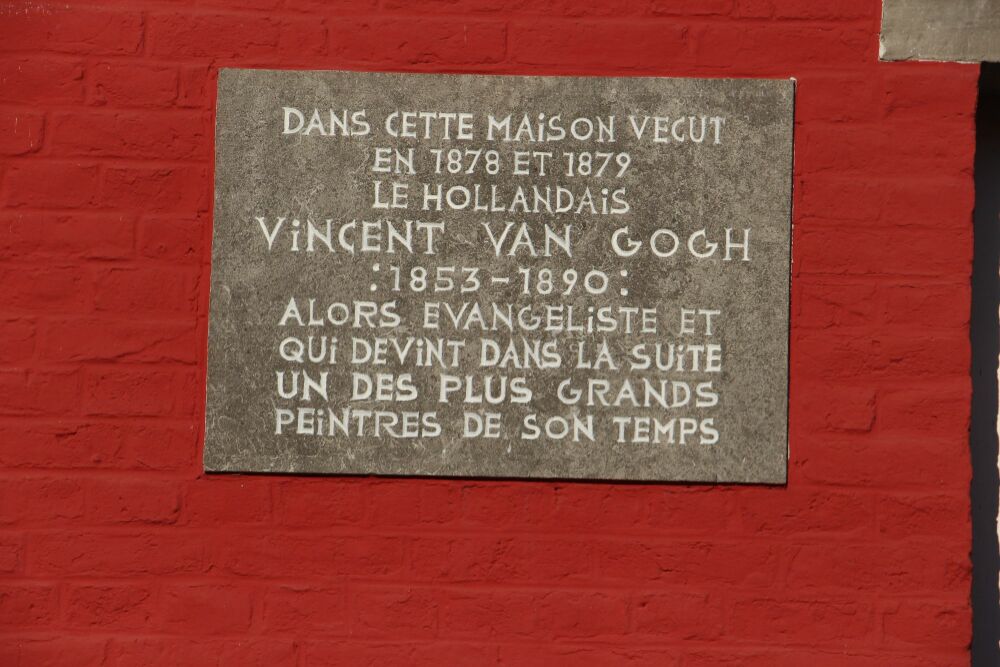 DANS CETTE MAiSON VECUT
EN 1878 ET 1879
LE HOLLANDAiS
ViNCENT VAN GOGH
:1853-1890:
ALORS EVANGELiSTE ET
QUi DEViNT DANS LA SUiTE
UN DES PLUS GRANDS
PEiNTRES DE SON TEMPS